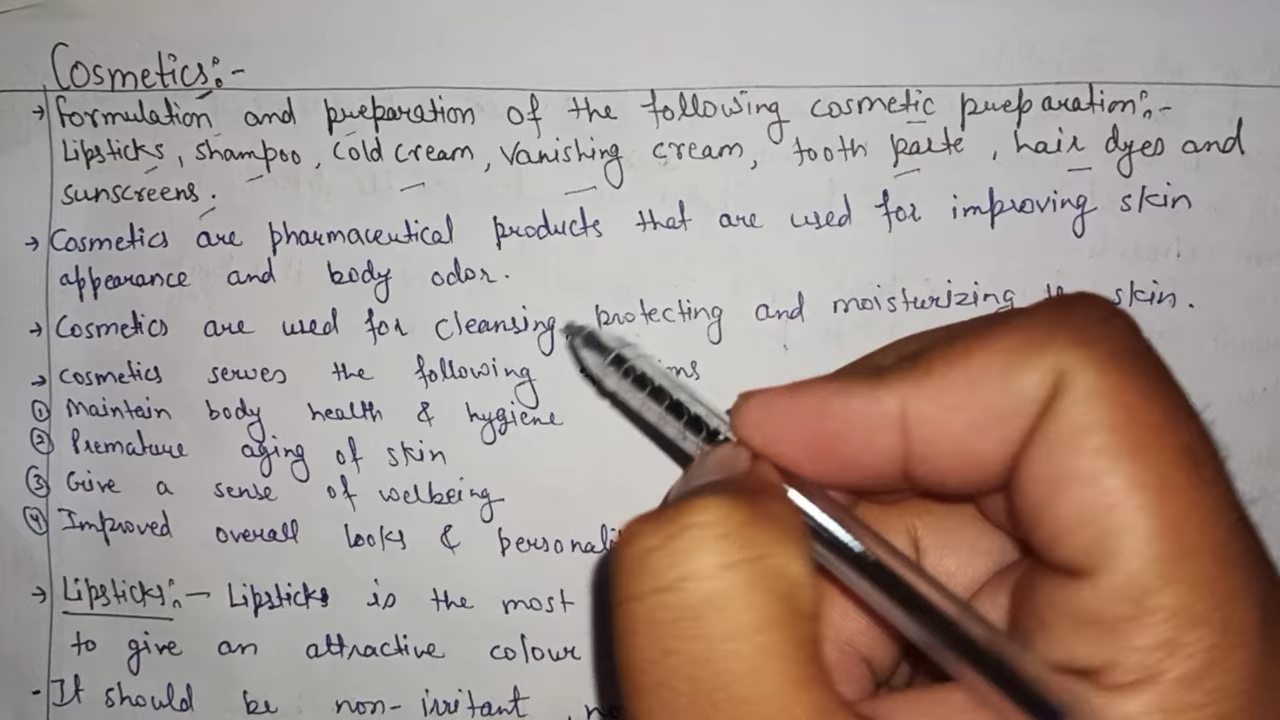 Cosmetics:-
→ Formulation and preparation of the following cosmetic preparation:-
Lipsticks, shampoo, cold cream, vanishing cream, tooth paste, hair dyes and
sunscreens.
→ Cosmetics are pharmaceutical products that are used for improving skin
appearance and body odor.
→ Cosmetics are used for cleansing, protecting and moisturizing skin.
→ cosmetics serves the following
① Maintain body health & hygiene
② Premature aging of skin
③ Give a sense of wellbeing
④ Improved overall looks &
→ Lipsticks:- Lipsticks is the most
to give an attractive colour
- It should be non-irritant,